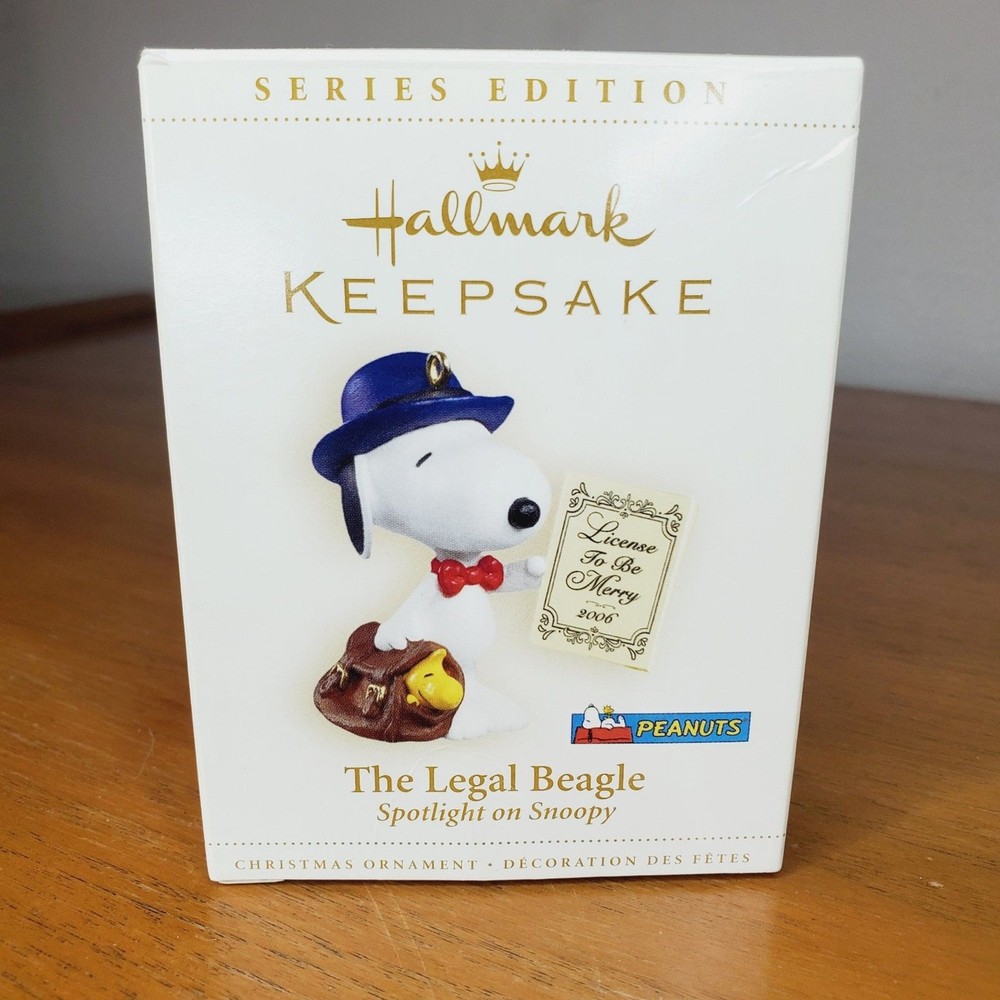 SERIES EDITION
Hallmark
KEEPSAKE
License
To Be
Merry
2006
PEANUTS
The Legal Beagle
Spotlight on Snoopy
CHRISTMAS ORNAMENT • DÉCORATION DES FÊTES